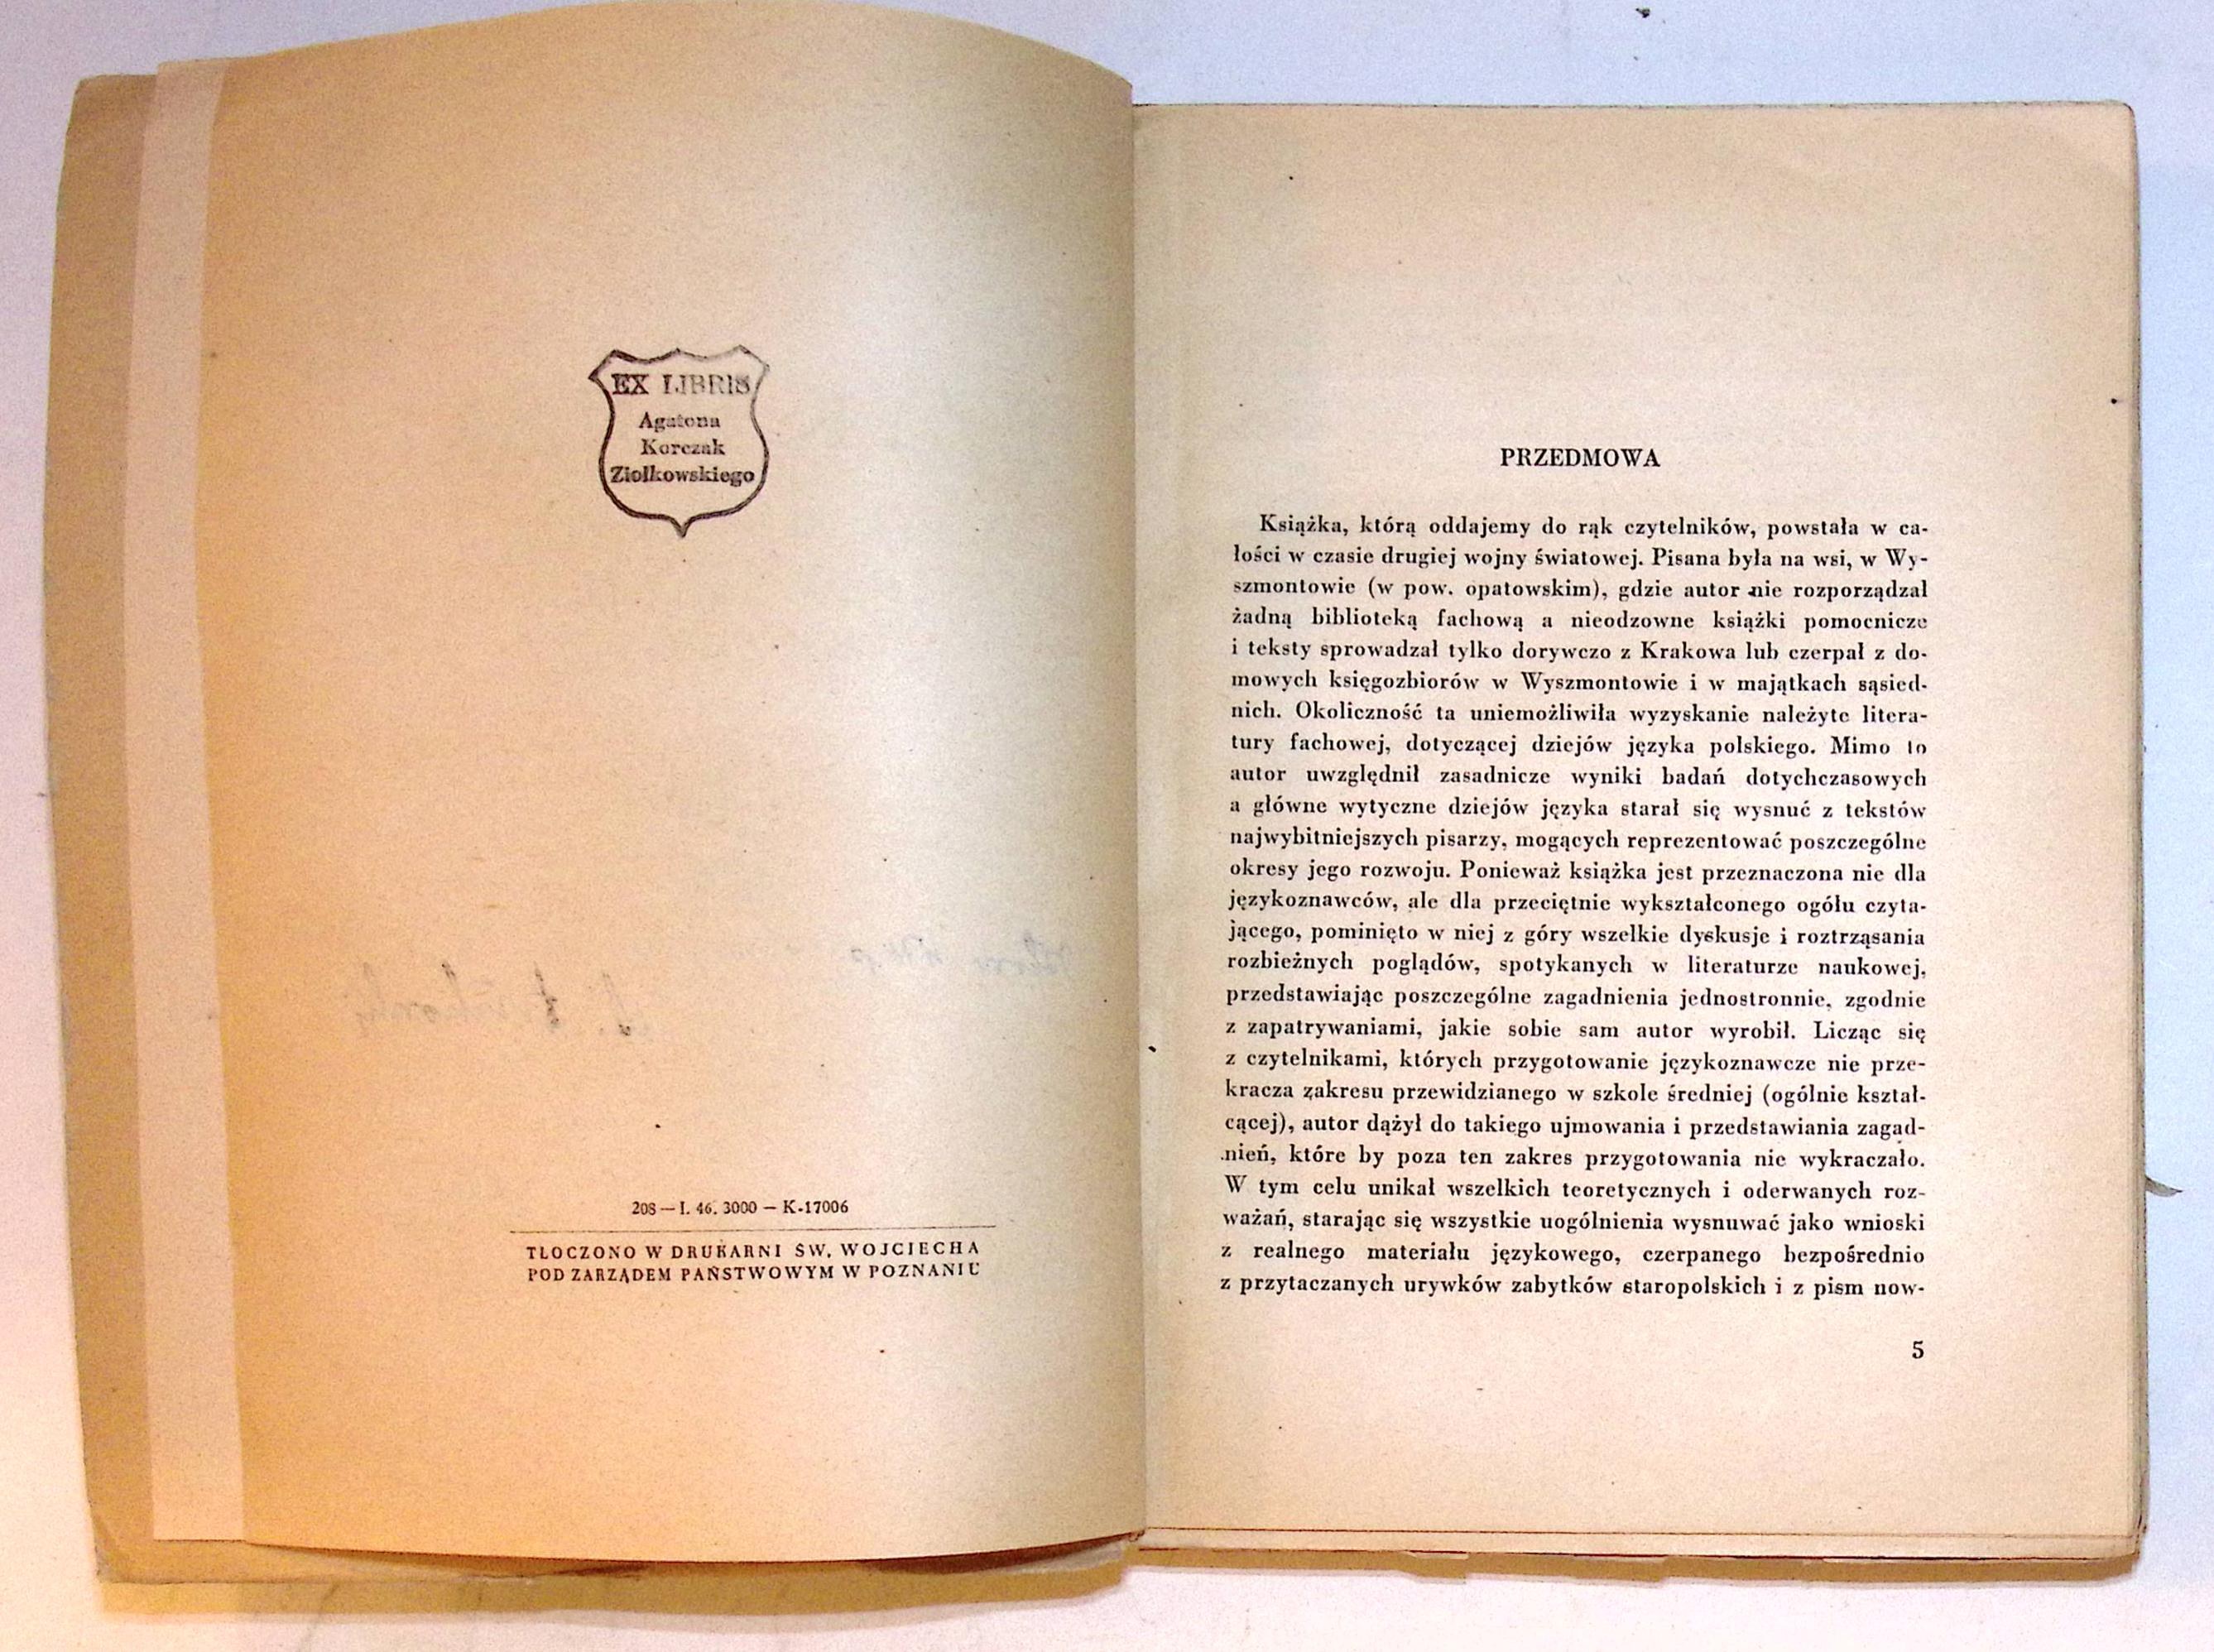 EX LIBRIS
Agatona
Korczak
Ziółkowskiego
208 — I. 46. 3000 — K-17006
TŁOCZONO W DRUKARNI ŚW. WOJCIECHA
POD ZARZĄDEM PAŃSTWOWYM W POZNANIU
PRZEDMOWA
Książka, którą oddajemy do rąk czytelników, powstała w ca-
łości w czasie drugiej wojny światowej. Pisana była na wsi, w Wy-
szmontowie (w pow. opatowskim), gdzie autor nie rozporządzał
żadną biblioteką fachową a nieodzowne książki pomocnicze
i teksty sprowadzał tylko dorywczo z Krakowa lub czerpał z do-
mowych księgozbiorów w Wyszmontowie i w majątkach sąsied-
nich. Okoliczność ta uniemożliwiła wyzyskanie należyte litera-
tury fachowej, dotyczącej dziejów języka polskiego. Mimo to
autor uwzględnił zasadnicze wyniki badań dotychczasowych
a główne wytyczne dziejów języka starał się wysnuć z tekstów
najwybitniejszych pisarzy, mogących reprezentować poszczególne
okresy jego rozwoju. Ponieważ książka jest przeznaczona nie dla
językoznawców, ale dla przeciętnie wykształconego ogółu czyta-
jącego, pominięto w niej z góry wszelkie dyskusje i roztrząsania
rozbieżnych poglądów, spotykanych w literaturze naukowej,
przedstawiając poszczególne zagadnienia jednostronnie, zgodnie
z zapatrywaniami, jakie sobie sam autor wyrobił. Licząc się
z czytelnikami, których przygotowanie językoznawcze nie prze-
kracza zakresu przewidzianego w szkole średniej (ogólnie kształ-
cącej), autor dążył do takiego ujmowania i przedstawiania zagad-
nień, które by poza ten zakres przygotowania nie wykraczało.
W tym celu unikał wszelkich teoretycznych i oderwanych roz-
ważań, starając się wszystkie uogólnienia wysnuwać jako wnioski
z realnego materiału językowego, czerpanego bezpośrednio
z przytaczanych urywków zabytków staropolskich i z pism now-
5